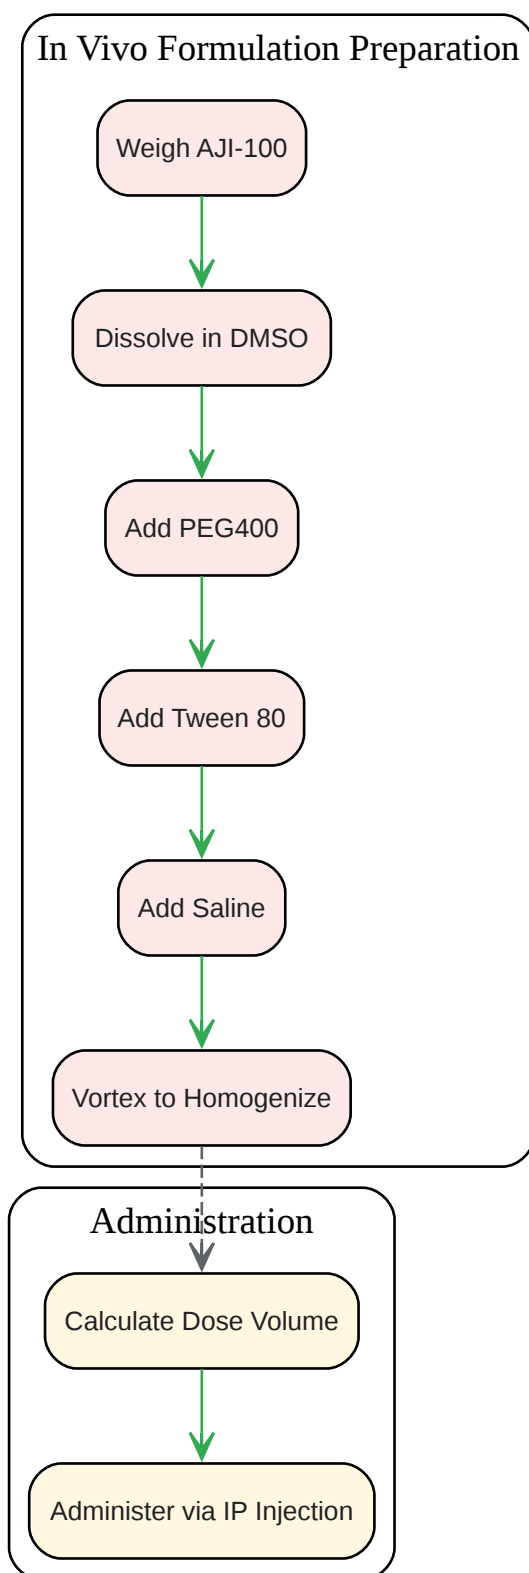 In Vivo Formulation Preparation
Weigh AJI-100
Dissolve in DMSO
Add PEG400
Add Tween 80
Add Saline
Vortex to Homogenize
Administration
Calculate Dose Volume
Administer via IP Injection